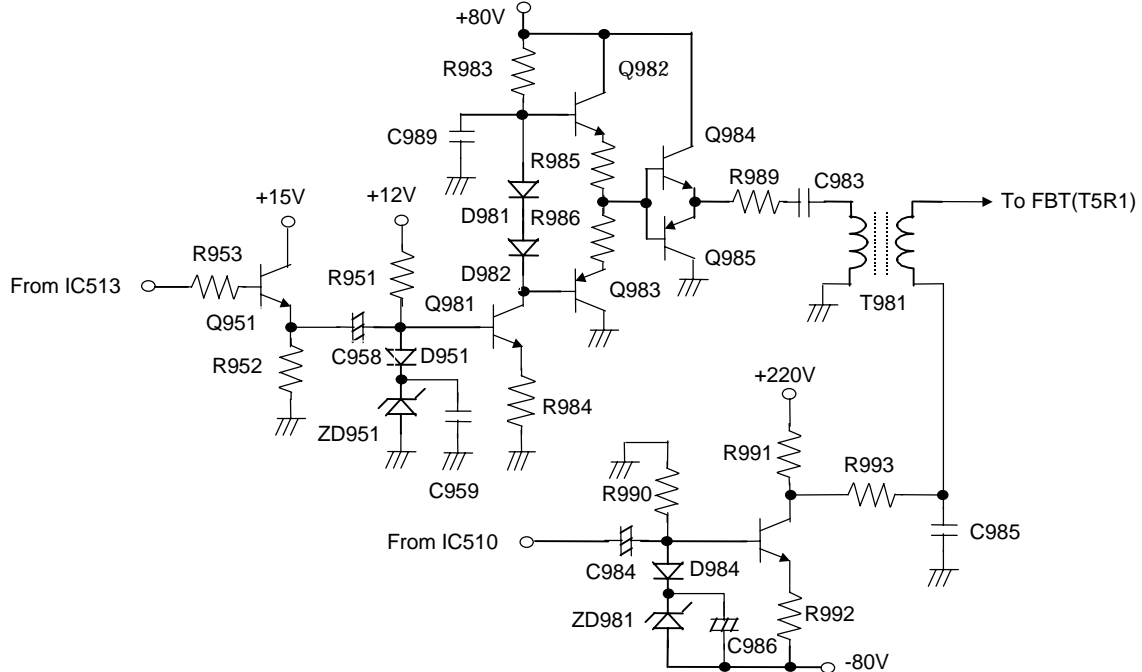 +80V
R983
Q982
C989
Q984
R985
R989
C983
+15V
+12V
D981
R986
To FBT(T5R1)
R953
R951
D982
Q985
From IC513
Q981
Q983
T981
Q951
R952
C958
D951
+220V
R984
ZD951
R991
R993
C959
R990
From IC510
C985
C984
D984
ZD981
R992
C986
-80V